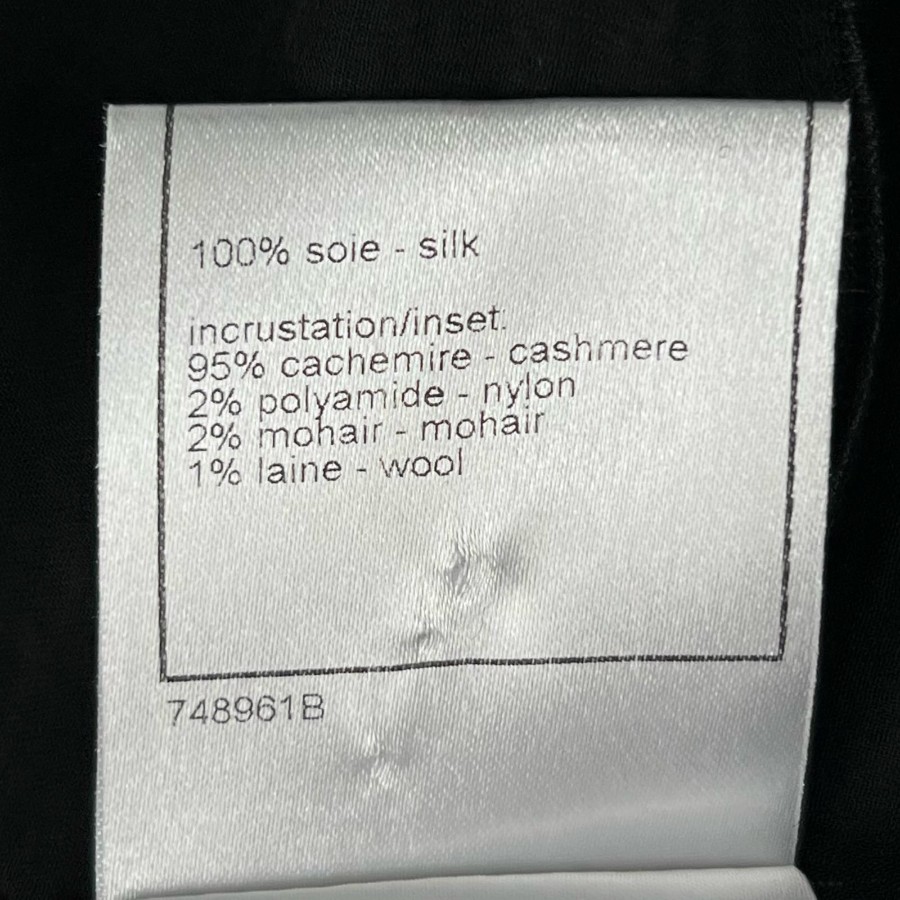 100% soie - silk
incrustation/inset:
95% cachemire - cashmere
2% polyamide - nylon
2% mohair - mohair
1% laine - wool
748961B